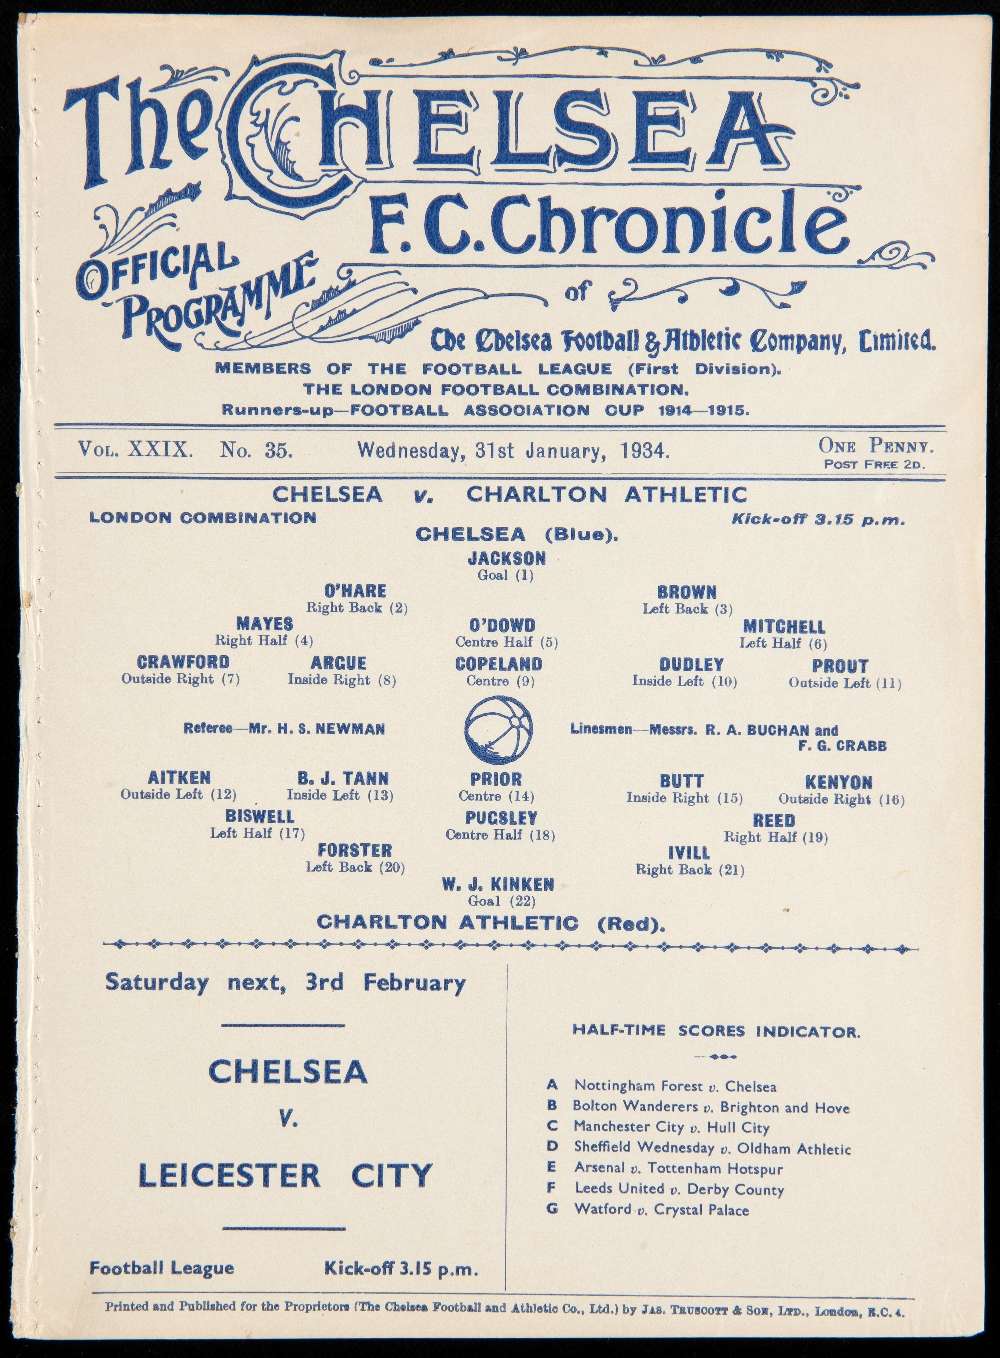 The CHELSEA
F.C. Chronicle
OFFICIAL
PROGRAMME
of
The Chelsea Football & Athletic Company, Limited.
MEMBERS OF THE FOOTBALL LEAGUE (First Division).
THE LONDON FOOTBALL COMBINATION.
Runners-up—FOOTBALL ASSOCIATION CUP 1914—1915.
VOL. XXIX. No. 35. Wednesday, 31st January, 1934. ONE PENNY.
POST FREE 2D.
CHELSEA v. CHARLTON ATHLETIC
LONDON COMBINATION Kick-off 3.15 p.m.
CHELSEA (Blue).
JACKSON
Goal (1)
O'HARE BROWN
Right Back (2) Left Back (3)
MAYES O'DOWD MITCHELL
Right Half (4) Centre Half (5) Left Half (6)
CRAWFORD ARGUE COPELAND DUDLEY PROUT
Outside Right (7) Inside Right (8) Centre (9) Inside Left (10) Outside Left (11)
Referee—Mr. H. S. NEWMAN Linesmen—Messrs. R. A. BUCHAN and
F. G. CRABB
AITKEN B. J. TANN PRIOR BUTT KENYON
Outside Left (12) Inside Left (13) Centre (14) Inside Right (15) Outside Right (16)
BISWELL PUGSLEY REED
Left Half (17) Centre Half (18) Right Half (19)
FORSTER IVILL
Left Back (20) Right Back (21)
W. J. KINKEN
Goal (22)
CHARLTON ATHLETIC (Red).
Saturday next, 3rd February
CHELSEA
v.
LEICESTER CITY
Football League Kick-off 3.15 p.m.
HALF-TIME SCORES INDICATOR.
A Nottingham Forest v. Chelsea
B Bolton Wanderers v. Brighton and Hove
C Manchester City v. Hull City
D Sheffield Wednesday v. Oldham Athletic
E Arsenal v. Tottenham Hotspur
F Leeds United v. Derby County
G Watford v. Crystal Palace
Printed and Published for the Proprietors (The Chelsea Football and Athletic Co., Ltd.) by JAS. TRUSCOTT & SON, LTD., London, E.C. 4.